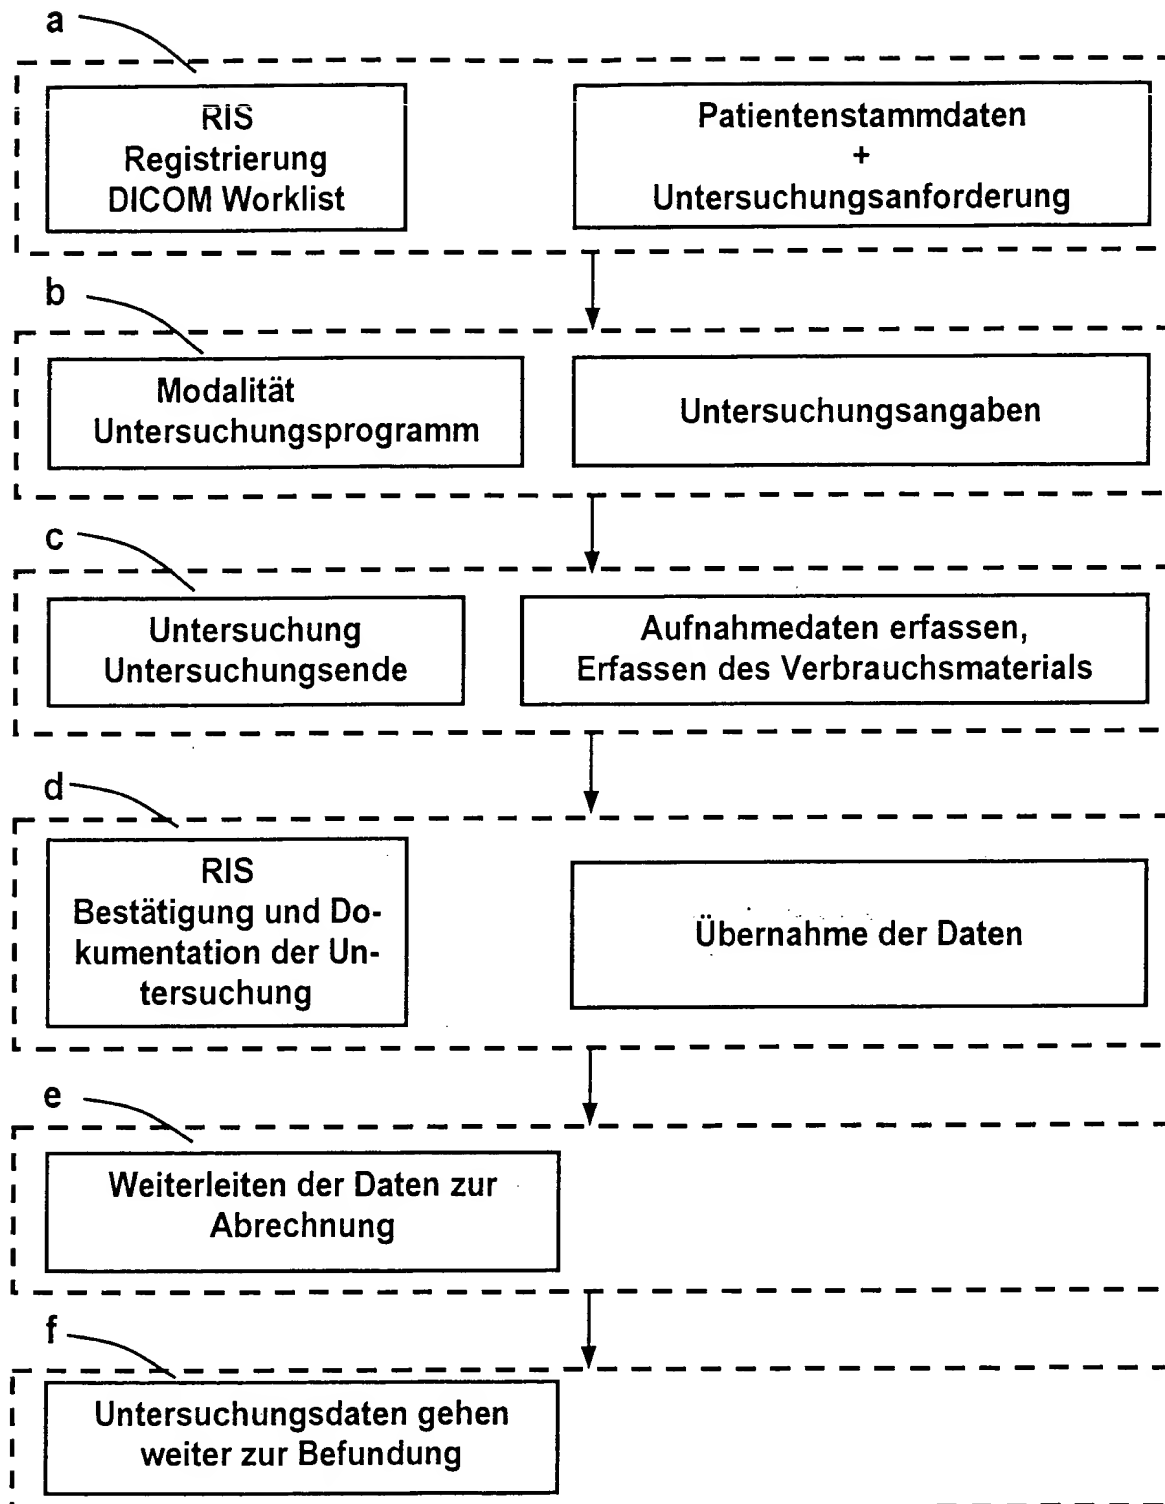 a
RIS
Registrierung
DICOM Worklist
Patientenstammdaten
+
Untersuchungsanforderung
b
Modalität
Untersuchungsprogramm
Untersuchungsangaben
c
Untersuchung
Untersuchungsende
Aufnahmedaten erfassen,
Erfassen des Verbrauchsmaterials
d
RIS
Bestätigung und Do-
kumentation der Un-
tersuchung
Übernahme der Daten
e
Weiterleiten der Daten zur
Abrechnung
f
Untersuchungsdaten gehen
weiter zur Befundung